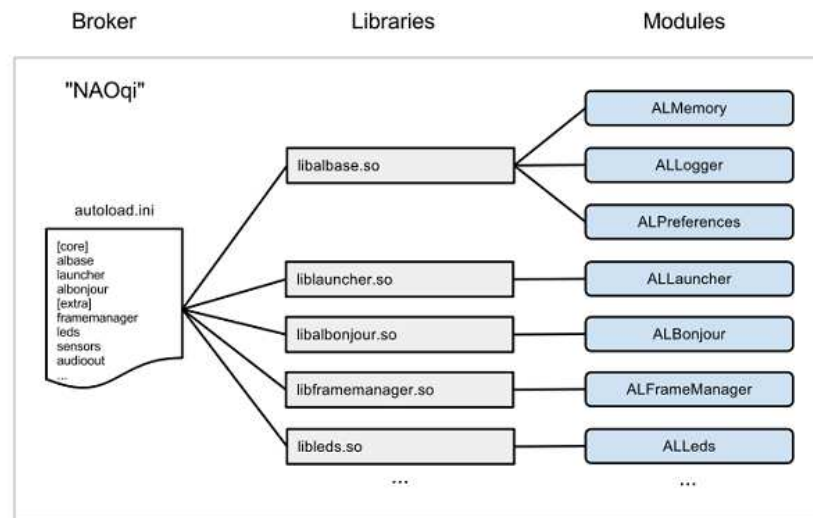 Broker
Libraries
Modules
"NAOqi"
autoload.ini
[core]
albase
launcher
albonjour
[extra]
framemanager
leds
sensors
audioout
...
libalbase.so
liblauncher.so
libalbonjour.so
libframemanager.so
libleds.so
...
ALMemory
ALLogger
ALPreferences
ALLauncher
ALBonjour
ALFrameManager
ALLeds
...